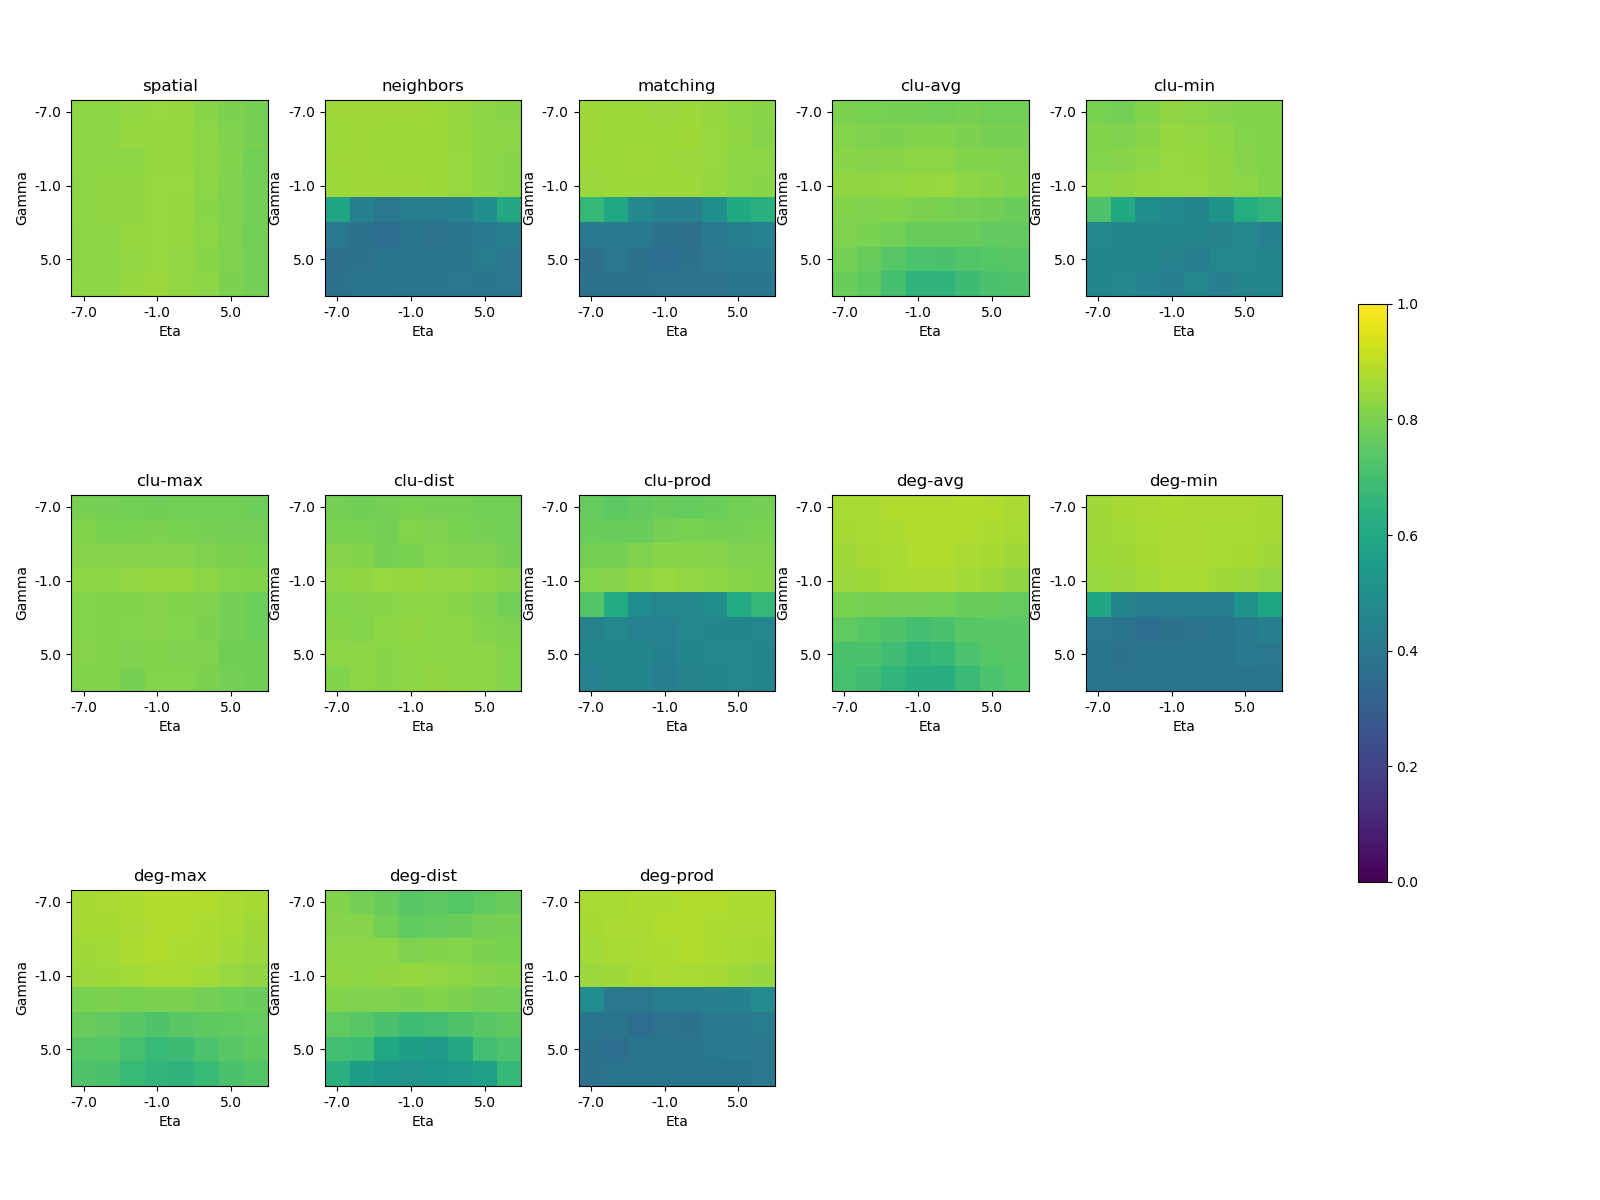 spatial neighbors matching clu-avg clu-min
-7.0 -7.0 -7.0 -7.0 -7.0
-1.0 -1.0 -1.0 -1.0 -1.0
Gamma Gamma Gamma Gamma Gamma
5.0 5.0 5.0 5.0 5.0
-7.0 -1.0 5.0 -7.0 -1.0 5.0 -7.0 -1.0 5.0 -7.0 -1.0 5.0 -7.0 -1.0 5.0
Eta Eta Eta Eta Eta
clu-max clu-dist clu-prod deg-avg deg-min
-7.0 -7.0 -7.0 -7.0 -7.0
-1.0 -1.0 -1.0 -1.0 -1.0
Gamma Gamma Gamma Gamma Gamma
5.0 5.0 5.0 5.0 5.0
-7.0 -1.0 5.0 -7.0 -1.0 5.0 -7.0 -1.0 5.0 -7.0 -1.0 5.0 -7.0 -1.0 5.0
Eta Eta Eta Eta Eta
deg-max deg-dist deg-prod
-7.0 -7.0 -7.0
-1.0 -1.0 -1.0
Gamma Gamma Gamma
5.0 5.0 5.0
-7.0 -1.0 5.0 -7.0 -1.0 5.0 -7.0 -1.0 5.0
Eta Eta Eta
1.0
0.8
0.6
0.4
0.2
0.0